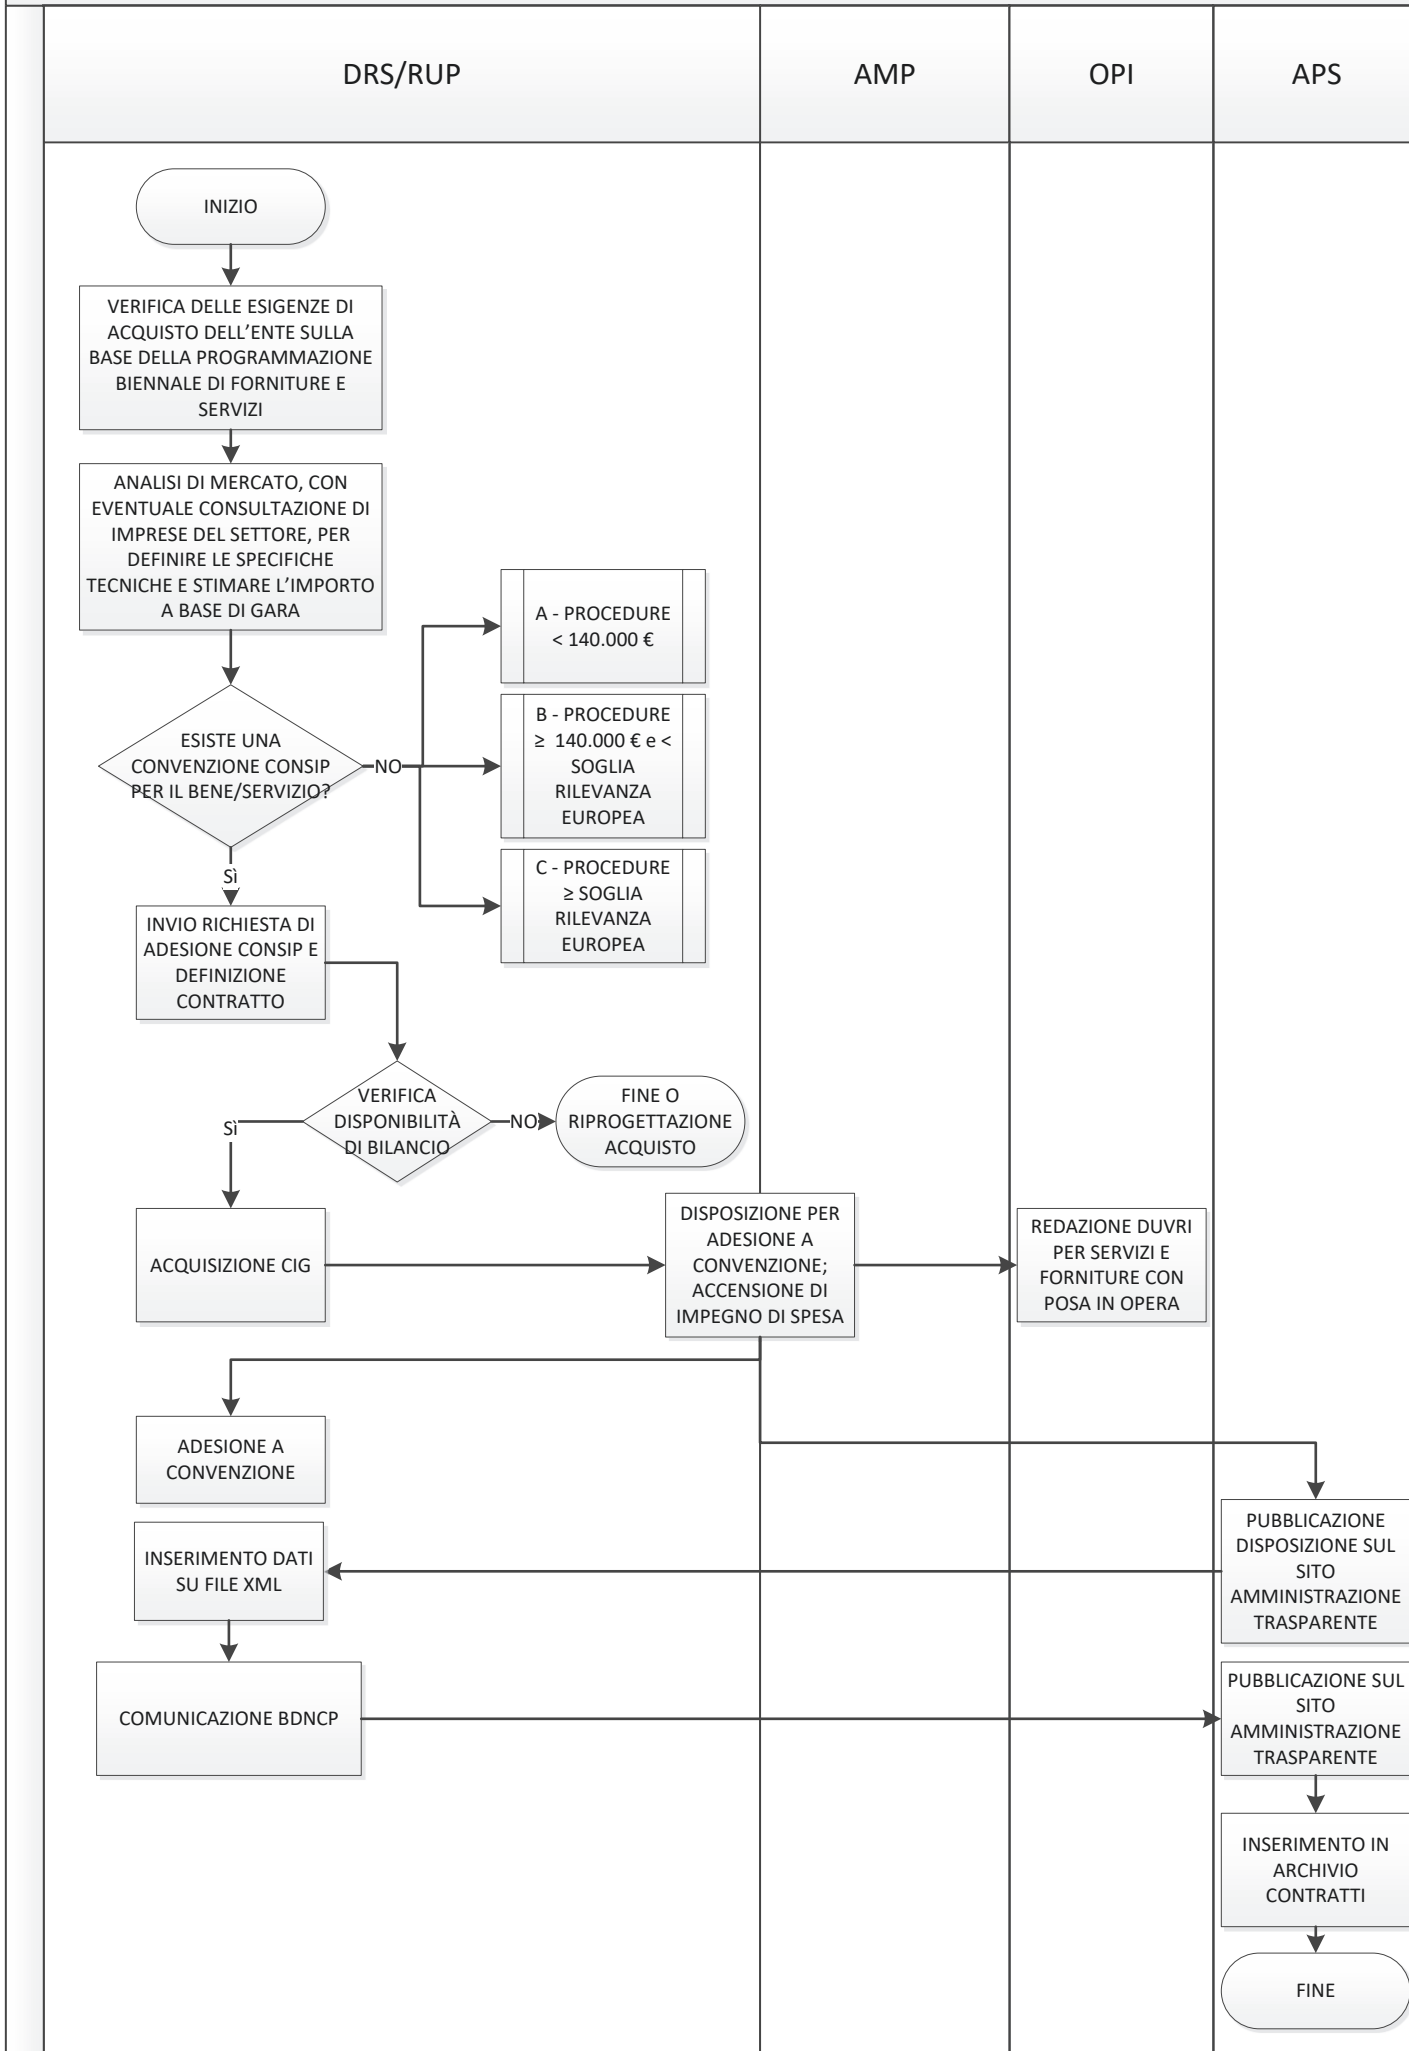 DRS/RUP
AMP
OPI
APS
INIZIO
VERIFICA DELLE ESIGENZE DI
ACQUISTO DELL’ENTE SULLA
BASE DELLA PROGRAMMAZIONE
BIENNALE DI FORNITURE E
SERVIZI
ANALISI DI MERCATO, CON
EVENTUALE CONSULTAZIONE DI
IMPRESE DEL SETTORE, PER
DEFINIRE LE SPECIFICHE
TECNICHE E STIMARE L’IMPORTO
A BASE DI GARA
A - PROCEDURE
< 140.000 €
B - PROCEDURE
≥ 140.000 € e <
SOGLIA
RILEVANZA
EUROPEA
ESISTE UNA
CONVENZIONE CONSIP
PER IL BENE/SERVIZIO?
NO
C - PROCEDURE
≥ SOGLIA
RILEVANZA
EUROPEA
Sì
INVIO RICHIESTA DI
ADESIONE CONSIP E
DEFINIZIONE
CONTRATTO
VERIFICA
DISPONIBILITÀ
DI BILANCIO
NO
FINE O
RIPROGETTAZIONE
ACQUISTO
Sì
ACQUISIZIONE CIG
DISPOSIZIONE PER
ADESIONE A
CONVENZIONE;
ACCENSIONE DI
IMPEGNO DI SPESA
REDAZIONE DUVRI
PER SERVIZI E
FORNITURE CON
POSA IN OPERA
ADESIONE A
CONVENZIONE
PUBBLICAZIONE
DISPOSIZIONE SUL
SITO
AMMINISTRAZIONE
TRASPARENTE
INSERIMENTO DATI
SU FILE XML
COMUNICAZIONE BDNCP
PUBBLICAZIONE SUL
SITO
AMMINISTRAZIONE
TRASPARENTE
INSERIMENTO IN
ARCHIVIO
CONTRATTI
FINE